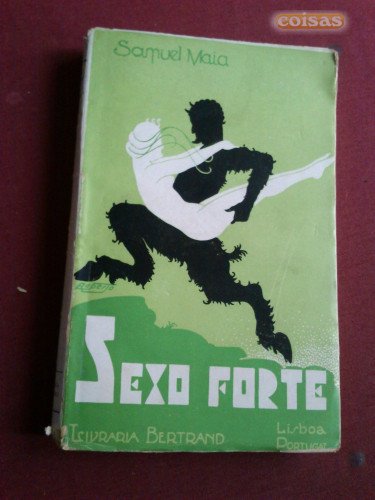 coisas
Samuel Maia
SEXO FORTE
LIVRARIA BERTRAND
Lisboa
PORTUGAL